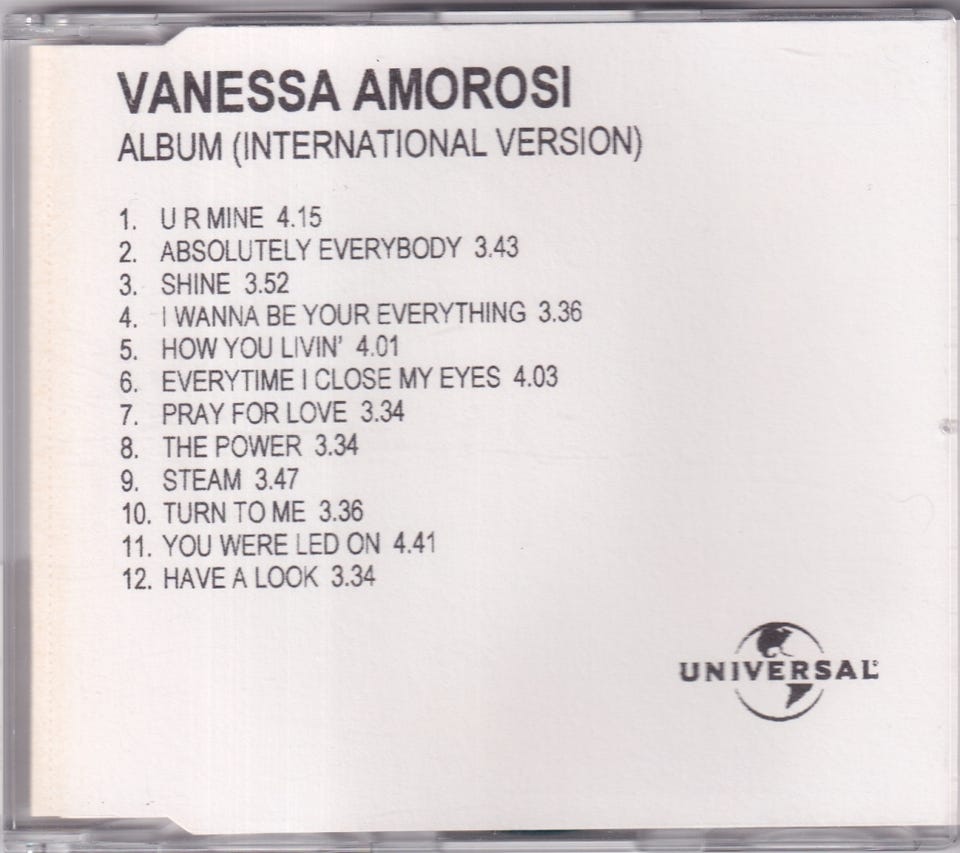 VANESSA AMOROSI
ALBUM (INTERNATIONAL VERSION)
1. U R MINE 4.15
2. ABSOLUTELY EVERYBODY 3.43
3. SHINE 3.52
4. I WANNA BE YOUR EVERYTHING 3.36
5. HOW YOU LIVIN' 4.01
6. EVERYTIME I CLOSE MY EYES 4.03
7. PRAY FOR LOVE 3.34
8. THE POWER 3.34
9. STEAM 3.47
10. TURN TO ME 3.36
11. YOU WERE LED ON 4.41
12. HAVE A LOOK 3.34
UNIVERSAL